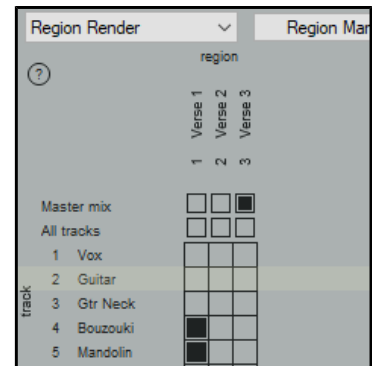 Region Render Region Mar
?
region
Verse 1 Verse 2 Verse 3
1 2 3
Master mix
All tracks
track
1 Vox
2 Guitar
3 Gtr Neck
4 Bouzouki
5 Mandolin